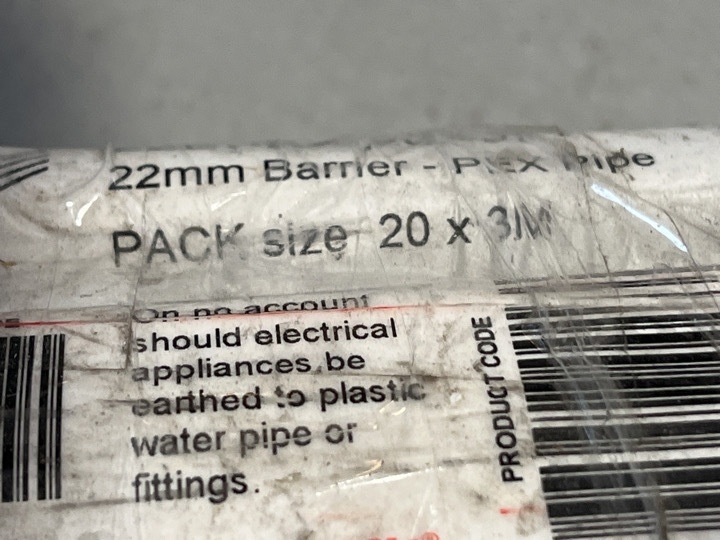 22mm Barrier - PEX Pipe
PACK size 20 x 3M
On no account
should electrical
appliances be
earthed to plastic
water pipe or
fittings.
PRODUCT CODE